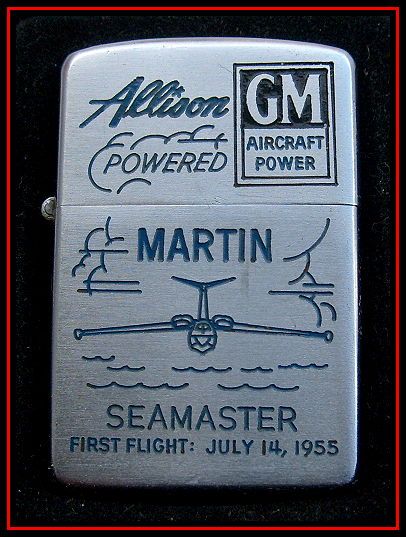 Allison
POWERED
GM
AIRCRAFT
POWER
MARTIN
SEAMASTER
FIRST FLIGHT: JULY 14, 1955